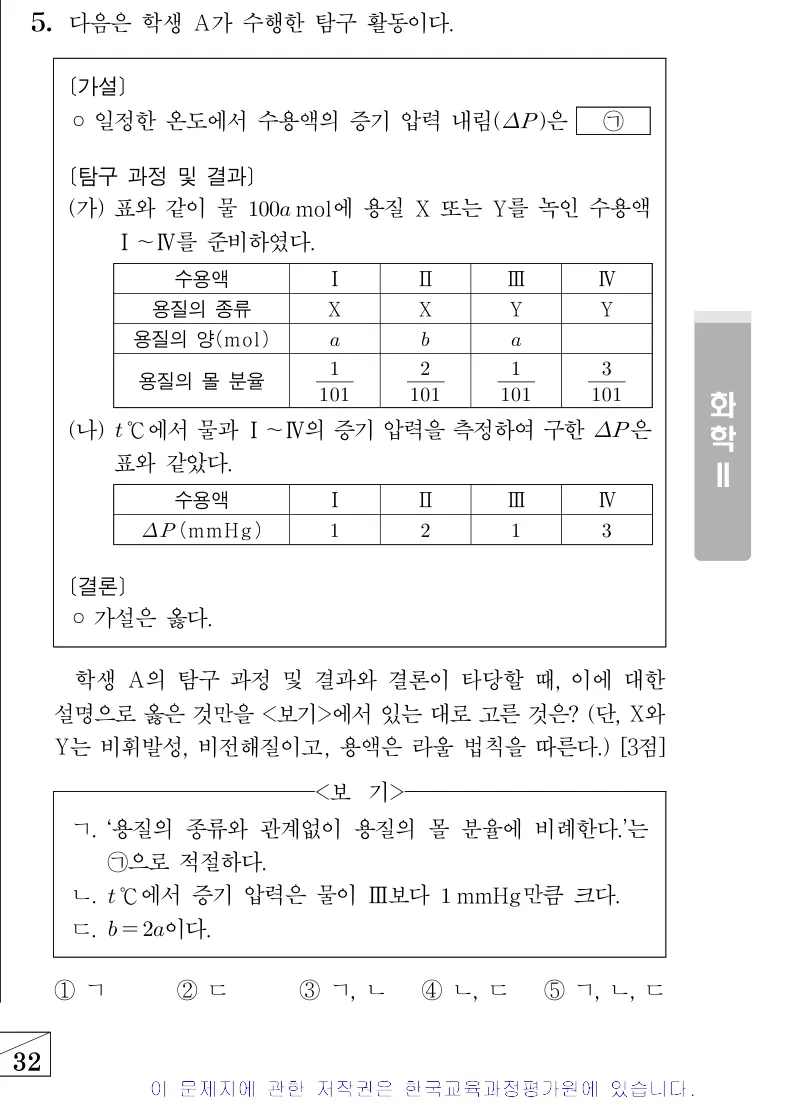 5. 다음은 학생 A가 수행한 탐구 활동이다.
〔가설〕
○ 일정한 온도에서 수용액의 증기 압력 내림(ΔP)은 ㉠
〔탐구 과정 및 결과〕
(가) 표와 같이 물 100a mol에 용질 X 또는 Y를 녹인 수용액
Ⅰ~Ⅳ를 준비하였다.
수용액 Ⅰ Ⅱ Ⅲ Ⅳ
용질의 종류 X X Y Y
용질의 양(mol) a b a
용질의 몰 분율 1/101 2/101 1/101 3/101
(나) t℃에서 물과 Ⅰ~Ⅳ의 증기 압력을 측정하여 구한 ΔP은
표와 같았다.
수용액 Ⅰ Ⅱ Ⅲ Ⅳ
ΔP(mmHg) 1 2 1 3
〔결론〕
○ 가설은 옳다.
학생 A의 탐구 과정 및 결과와 결론이 타당할 때, 이에 대한
설명으로 옳은 것만을 <보기>에서 있는 대로 고른 것은? (단, X와
Y는 비휘발성, 비전해질이고, 용액은 라울 법칙을 따른다.) [3점]
<보 기>
ㄱ. ‘용질의 종류와 관계없이 용질의 몰 분율에 비례한다.’는
㉠으로 적절하다.
ㄴ. t℃에서 증기 압력은 물이 Ⅲ보다 1 mmHg만큼 크다.
ㄷ. b=2a이다.
① ㄱ ② ㄷ ③ ㄱ, ㄴ ④ ㄴ, ㄷ ⑤ ㄱ, ㄴ, ㄷ
화학Ⅱ
32
이 문제지에 관한 저작권은 한국교육과정평가원에 있습니다.